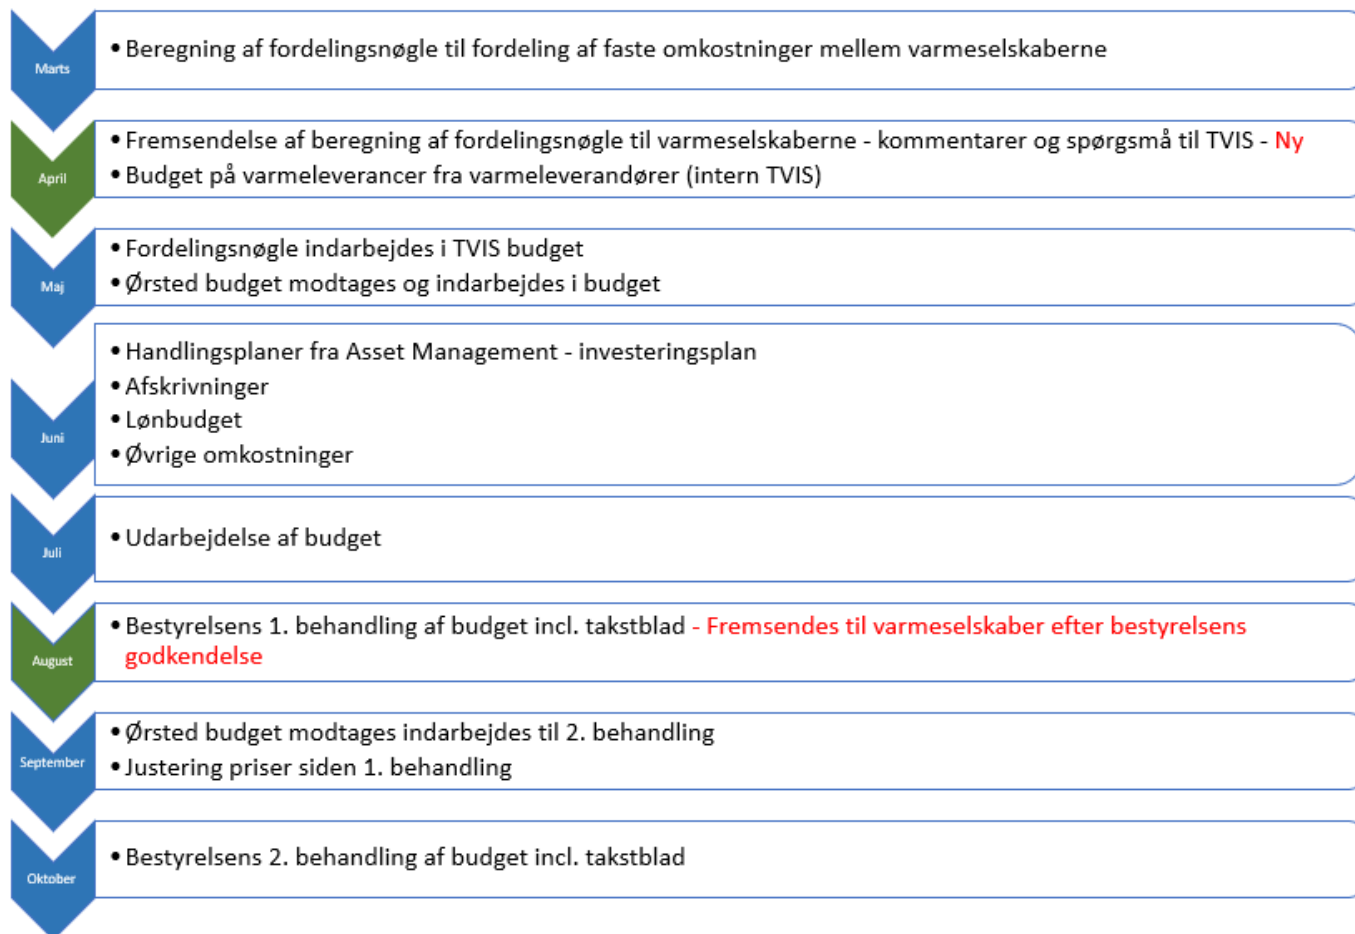 Marts
• Beregning af fordelingsnøgle til fordeling af faste omkostninger mellem varmeselskaberne
April
• Fremsendelse af beregning af fordelingsnøgle til varmeselskaberne - kommentarer og spørgsmå til TVIS - Ny
• Budget på varmeleverancer fra varmeleverandører (intern TVIS)
Maj
• Fordelingsnøgle indarbejdes i TVIS budget
• Ørsted budget modtages og indarbejdes i budget
Juni
• Handlingsplaner fra Asset Management - investeringsplan
• Afskrivninger
• Lønbudget
• Øvrige omkostninger
Juli
• Udarbejdelse af budget
August
• Bestyrelsens 1. behandling af budget incl. takstblad - Fremsendes til varmeselskaber efter bestyrelsens
godkendelse
September
• Ørsted budget modtages indarbejdes til 2. behandling
• Justering priser siden 1. behandling
Oktober
• Bestyrelsens 2. behandling af budget incl. takstblad